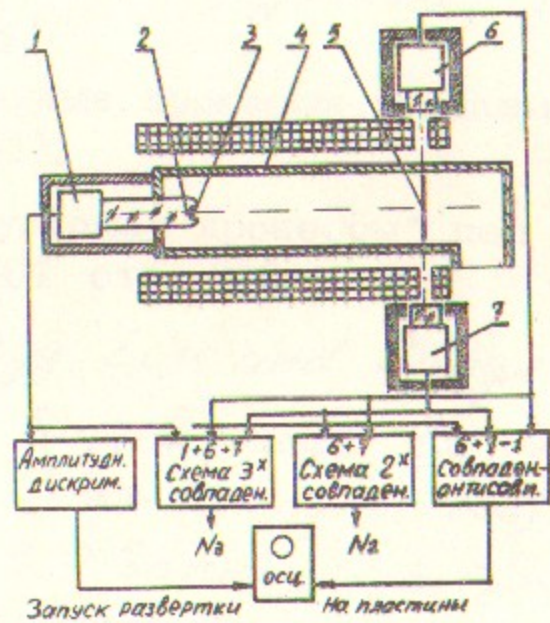 1 2 3 4 5 6
7
Амплитудн. дискрим.
1+6+7 Схема 3х совпаден.
6+7 Схема 2х совпаден.
6+7-1 Совпаден-антисовп.
N3 N2
осц.
Запуск развертки На пластины